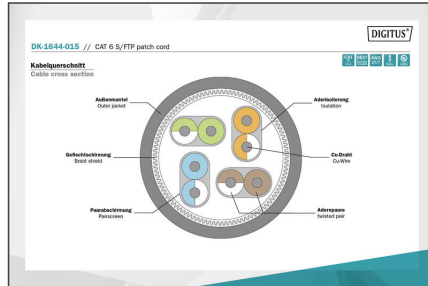 DIGITUS®
DK-1644-015 // CAT 6 S/FTP patch cord
Kabelquerschnitt
Cable cross section
Außenmantel
Outer jacket
Aderisolierung
Isolation
Geflechtschirmung
Braid shield
Cu-Draht
Cu-Wire
Paarabschirmung
Pairscreen
Adernpaare
twisted pair